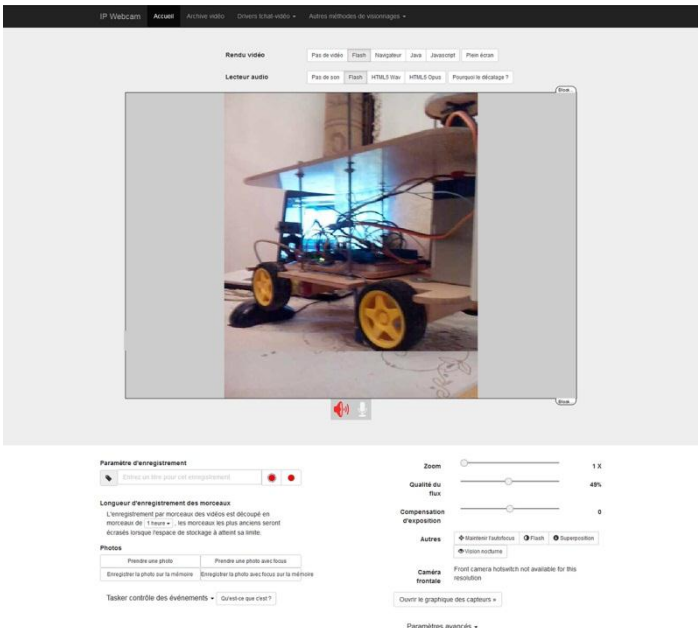 IP Webcam Accueil Archive vidéo Drivers tchat-vidéo Autres méthodes de visionnages
Rendu vidéo Pas de vidéo Flash Navigateur Java Javascript Plein écran
Lecteur audio Pas de son Flash HTML5 Wav HTML5 Opus Pourquoi le décalage ?
Paramètre d'enregistrement
Entrez un titre pour cet enregistrement
Longueur d'enregistrement des morceaux
L'enregistrement par morceaux des vidéos est découpé en
morceaux de 1 heure , les morceaux les plus anciens seront
écrasés lorsque l'espace de stockage à atteint sa limite.
Photos
Prendre une photo Prendre une photo avec focus
Enregistrer la photo sur la mémoire Enregistrer la photo avec focus sur la mémoire
Tasker contrôle des événements Qu'est-ce que c'est ?
Zoom 1 X
Qualité du
flux 49%
Compensation
d'exposition 0
Autres Maintenir l'autofocus Flash Superposition
Vision nocturne
Caméra
frontale
Front camera hotswitch not available for this
resolution
Ouvrir le graphique des capteurs »
Paramètres avancés